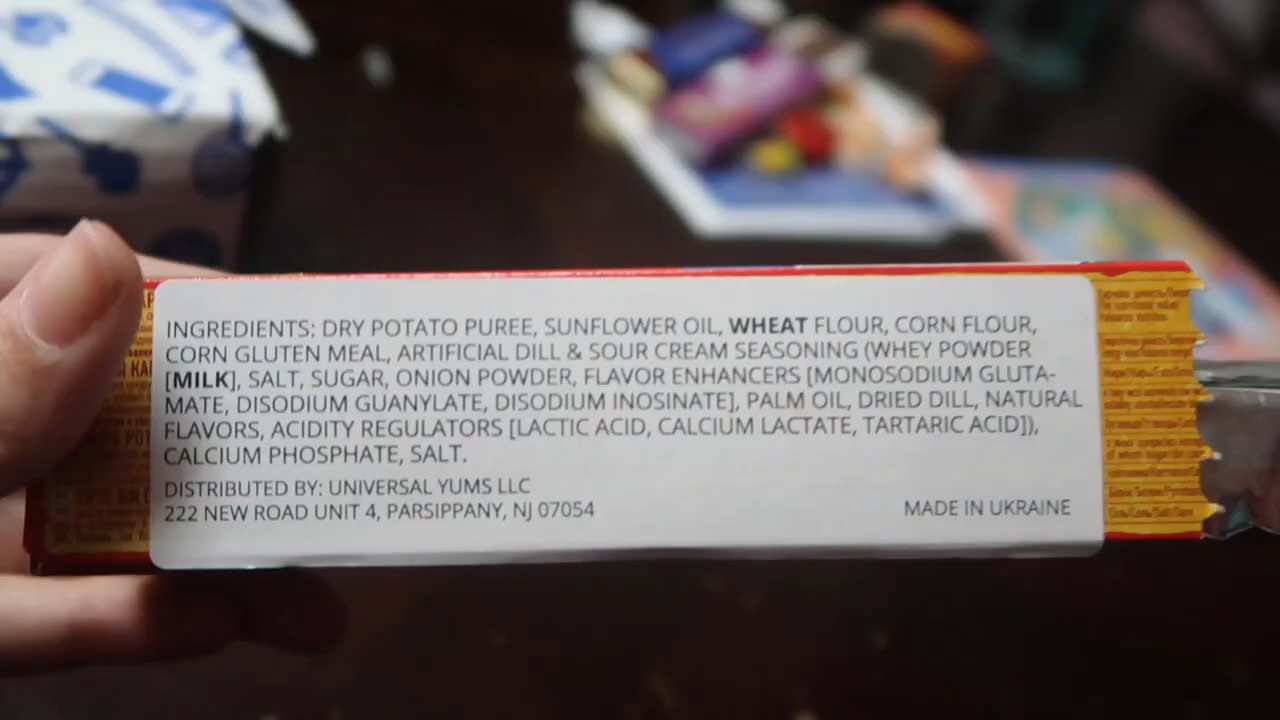 INGREDIENTS: DRY POTATO PUREE, SUNFLOWER OIL, WHEAT FLOUR, CORN FLOUR,
CORN GLUTEN MEAL, ARTIFICIAL DILL & SOUR CREAM SEASONING (WHEY POWDER
[MILK], SALT, SUGAR, ONION POWDER, FLAVOR ENHANCERS [MONOSODIUM GLUTA-
MATE, DISODIUM GUANYLATE, DISODIUM INOSINATE], PALM OIL, DRIED DILL, NATURAL
FLAVORS, ACIDITY REGULATORS [LACTIC ACID, CALCIUM LACTATE, TARTARIC ACID]),
CALCIUM PHOSPHATE, SALT.
DISTRIBUTED BY: UNIVERSAL YUMS LLC
222 NEW ROAD UNIT 4, PARSIPPANY, NJ 07054
MADE IN UKRAINE